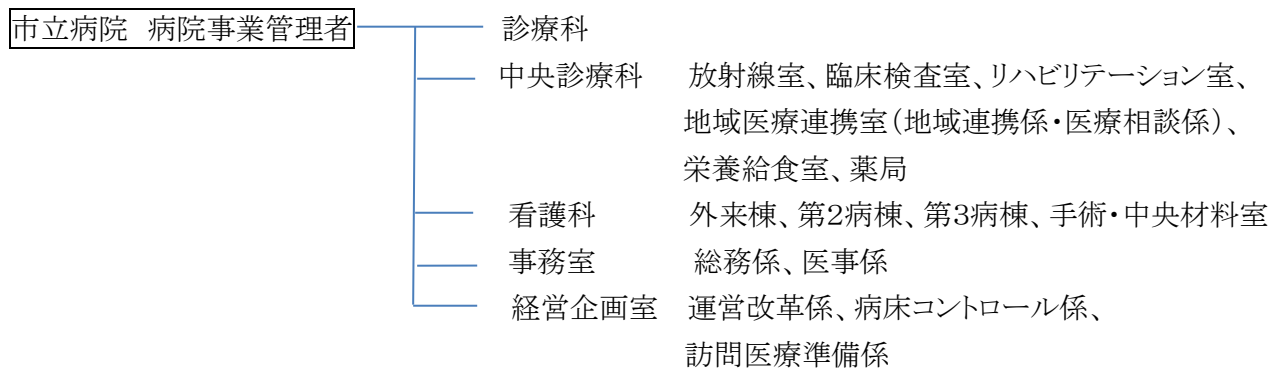 市立病院　病院事業管理者　診療科
中央診療科　放射線室、臨床検査室、リハビリテーション室、
地域医療連携室（地域連携係・医療相談係）、
栄養給食室、薬局
看護科　外来棟、第２病棟、第３病棟、手術・中央材料室
事務室　総務係、医事係
経営企画室　運営改革係、病床コントロール係、
訪問医療準備係